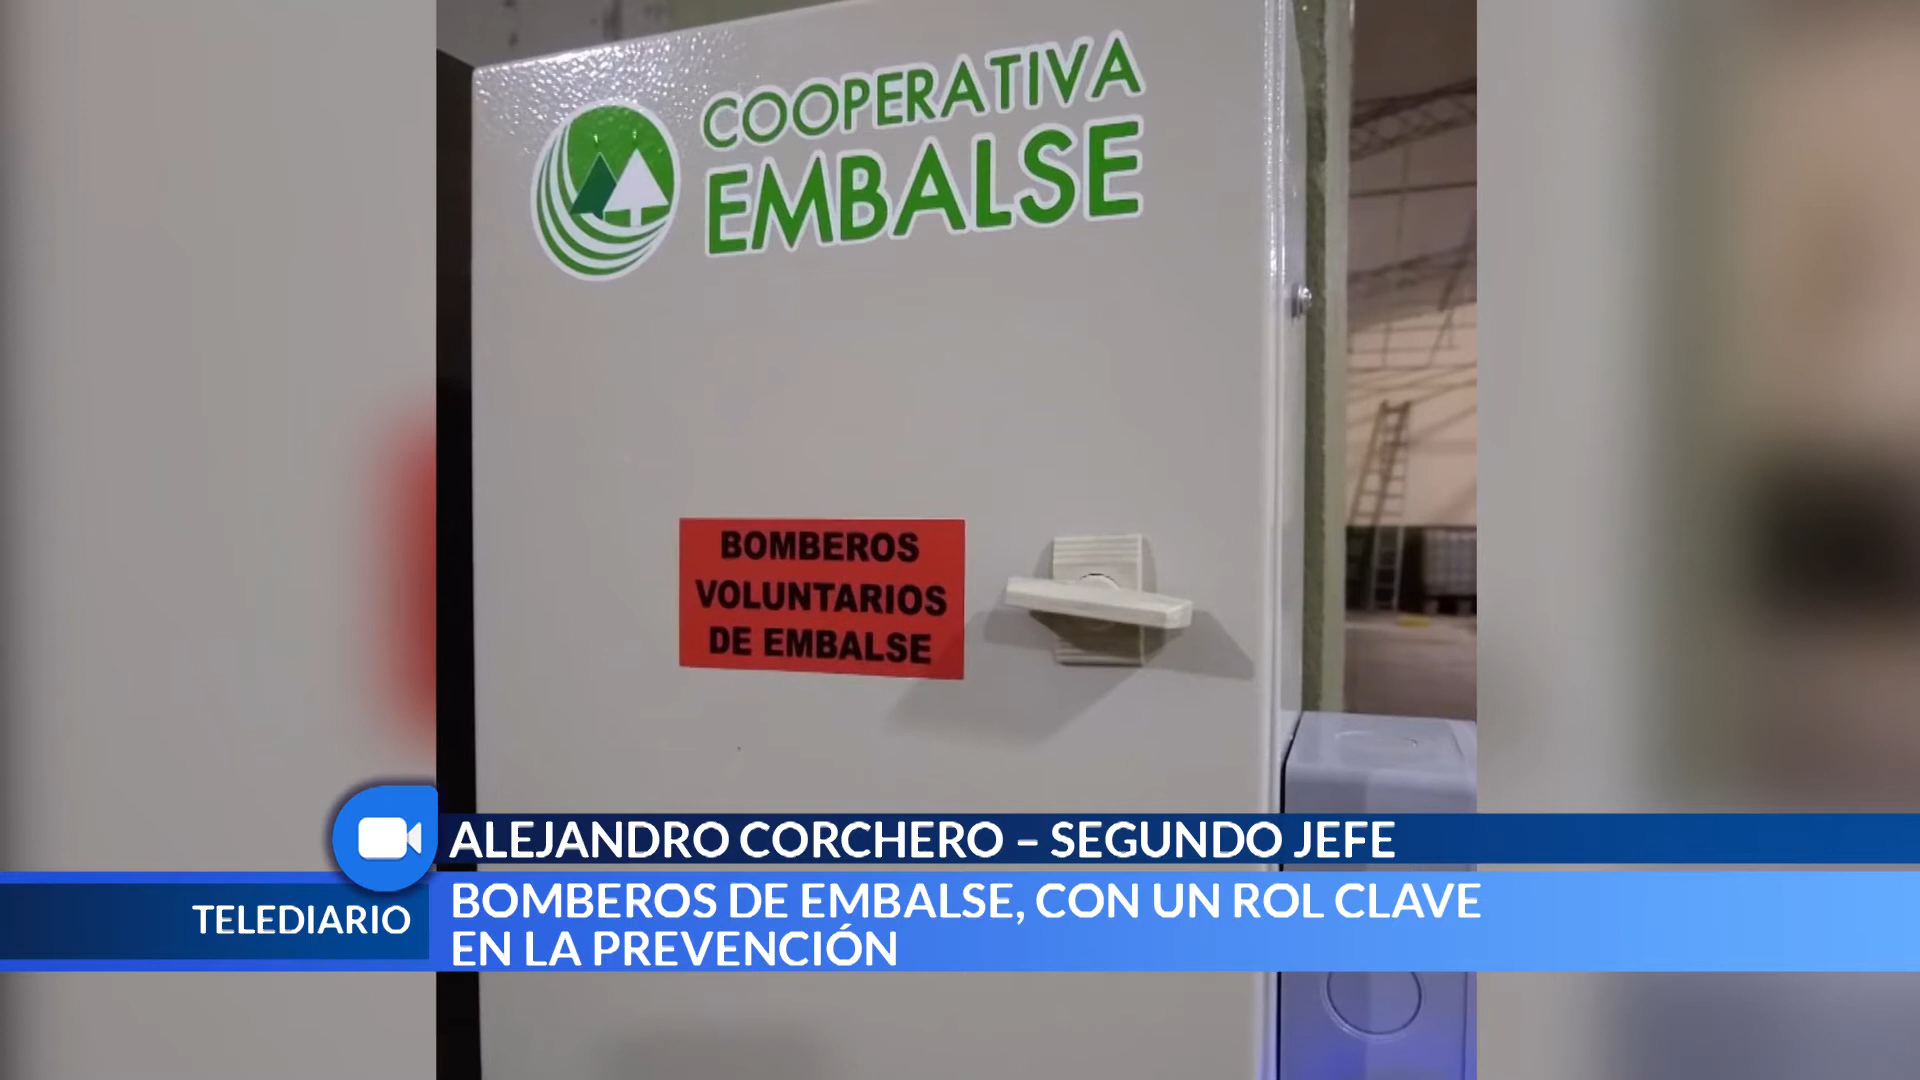 COOPERATIVA
EMBALSE
BOMBEROS
VOLUNTARIOS
DE EMBALSE
ALEJANDRO CORCHERO – SEGUNDO JEFE
TELEDIARIO
BOMBEROS DE EMBALSE, CON UN ROL CLAVE
EN LA PREVENCIÓN